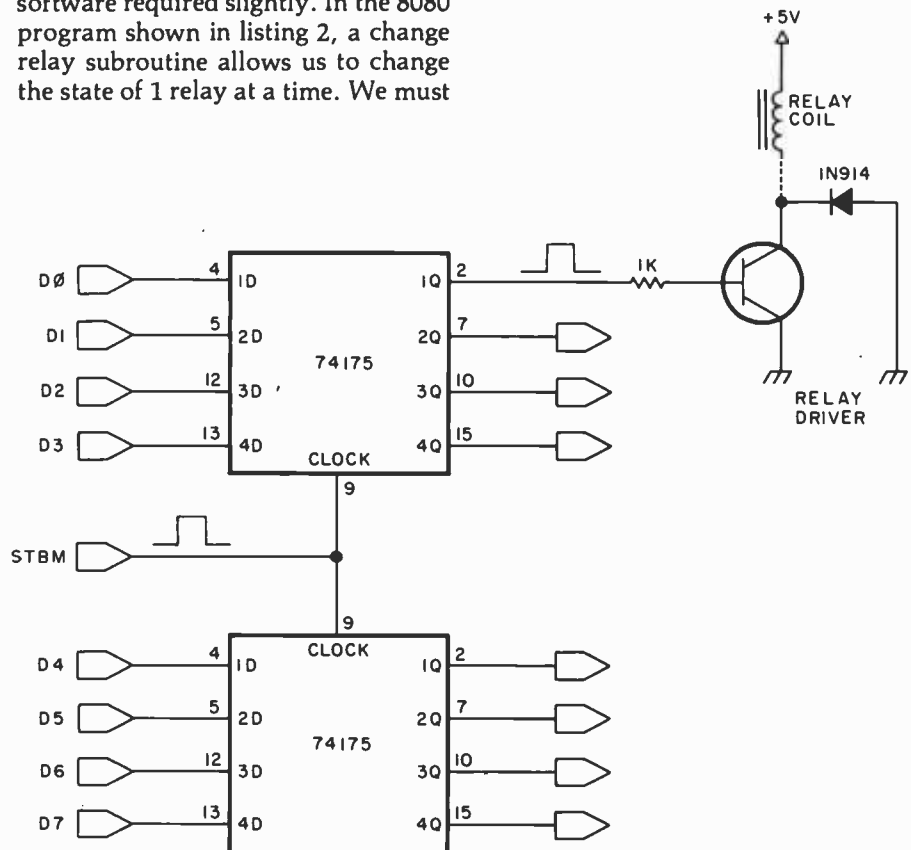 software required slightly. In the 8080
program shown in listing 2, a change
relay subroutine allows us to change
the state of 1 relay at a time. We must
+5V
RELAY
COIL
1N914
DØ
4
1D
1Q
2
1K
D1
5
2D
2Q
7
74175
D2
12
3D
3Q
10
D3
13
4D
4Q
15
CLOCK
9
RELAY
DRIVER
STBM
9
CLOCK
D4
4
1D
1Q
2
D5
5
2D
2Q
7
74175
D6
12
3D
3Q
10
D7
13
4D
4Q
15